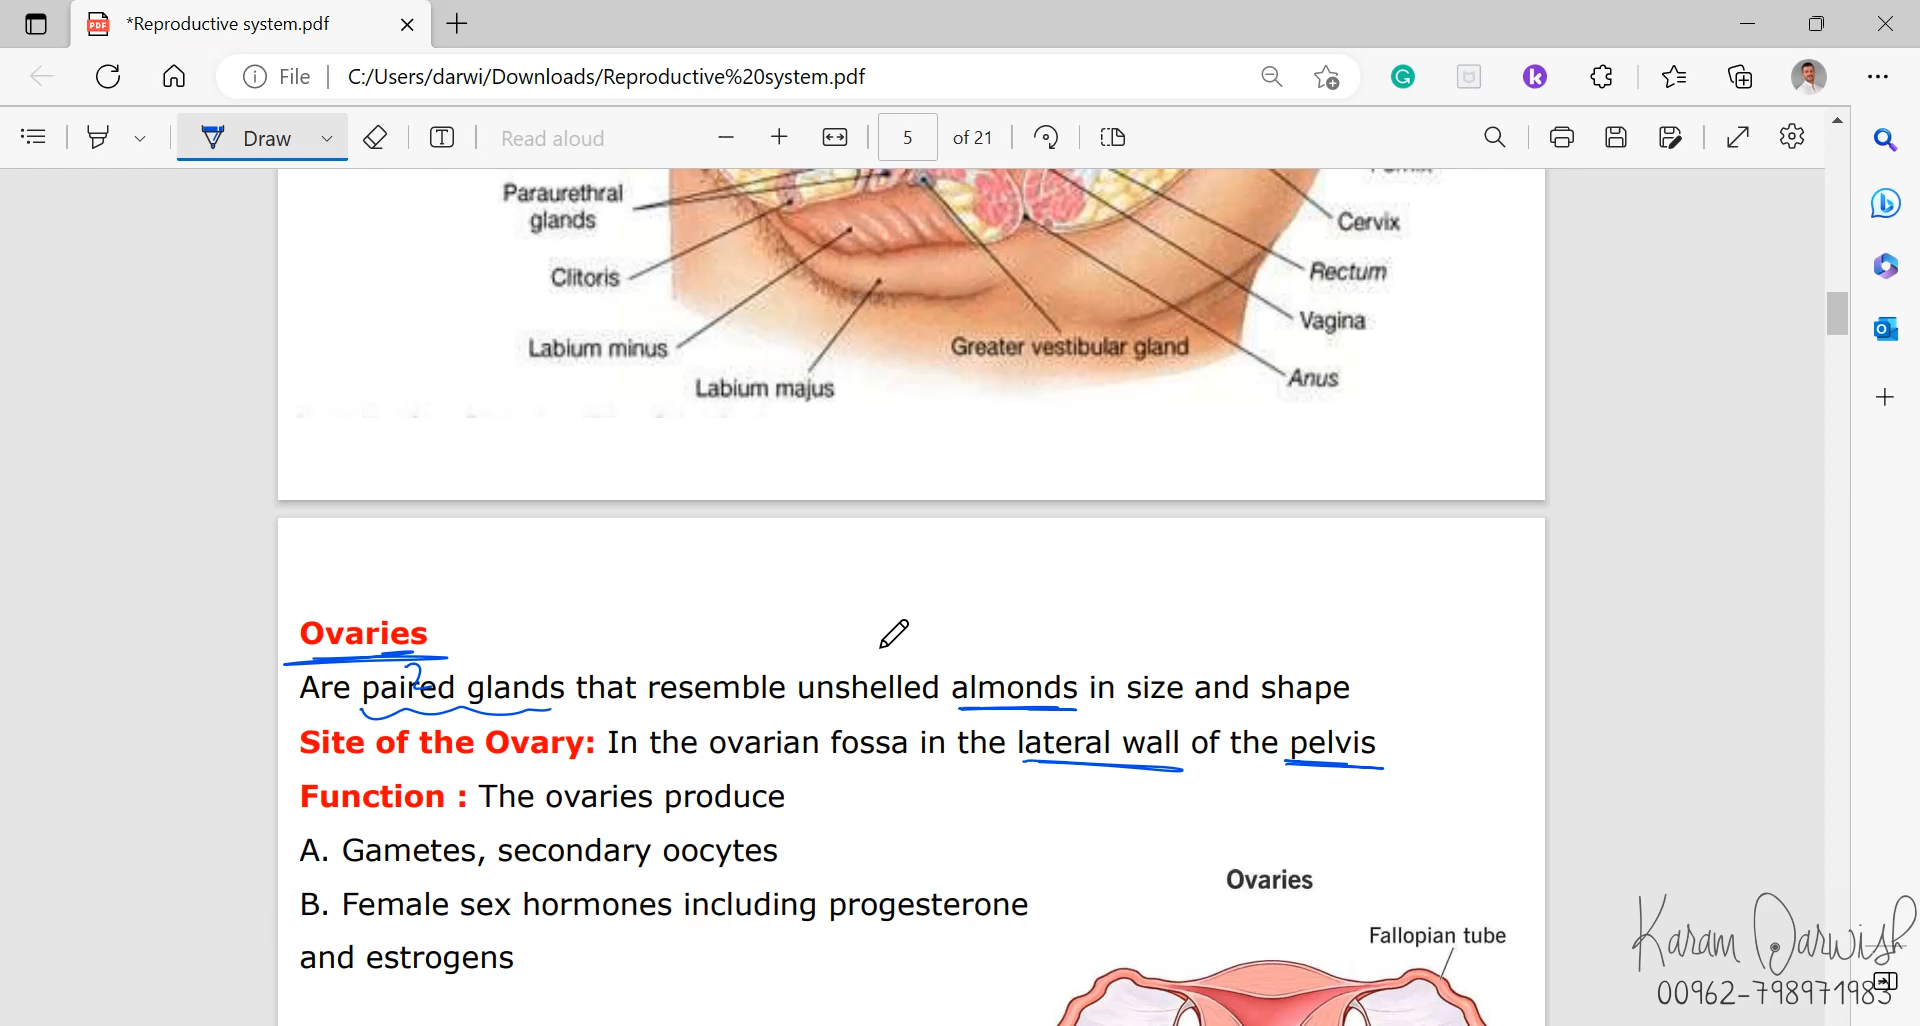 *Reproductive system.pdf
File
C:/Users/darwi/Downloads/Reproductive%20system.pdf
Draw
Read aloud
5
of 21
Paraurethral
glands
Clitoris
Labium minus
Labium majus
Greater vestibular gland
Cervix
Rectum
Vagina
Anus
Ovaries
2
Are paired glands that resemble unshelled almonds in size and shape
Site of the Ovary: In the ovarian fossa in the lateral wall of the pelvis
Function : The ovaries produce
A. Gametes, secondary oocytes
B. Female sex hormones including progesterone
and estrogens
Ovaries
Fallopian tube
Karam Darwish
00962-798971983